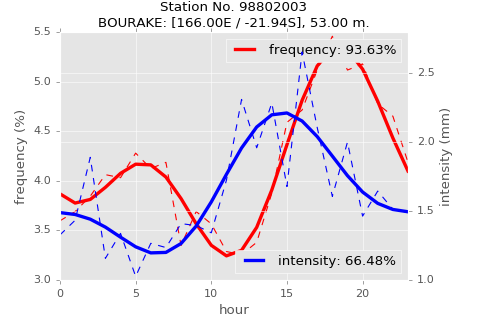 Station No. 98802003
BOURAKE: [166.00E / -21.94S], 53.00 m.
frequency: 93.63%
intensity: 66.48%
frequency (%)
5.5
5.0
4.5
4.0
3.5
3.0
intensity (mm)
2.5
2.0
1.5
1.0
0 5 10 15 20
hour